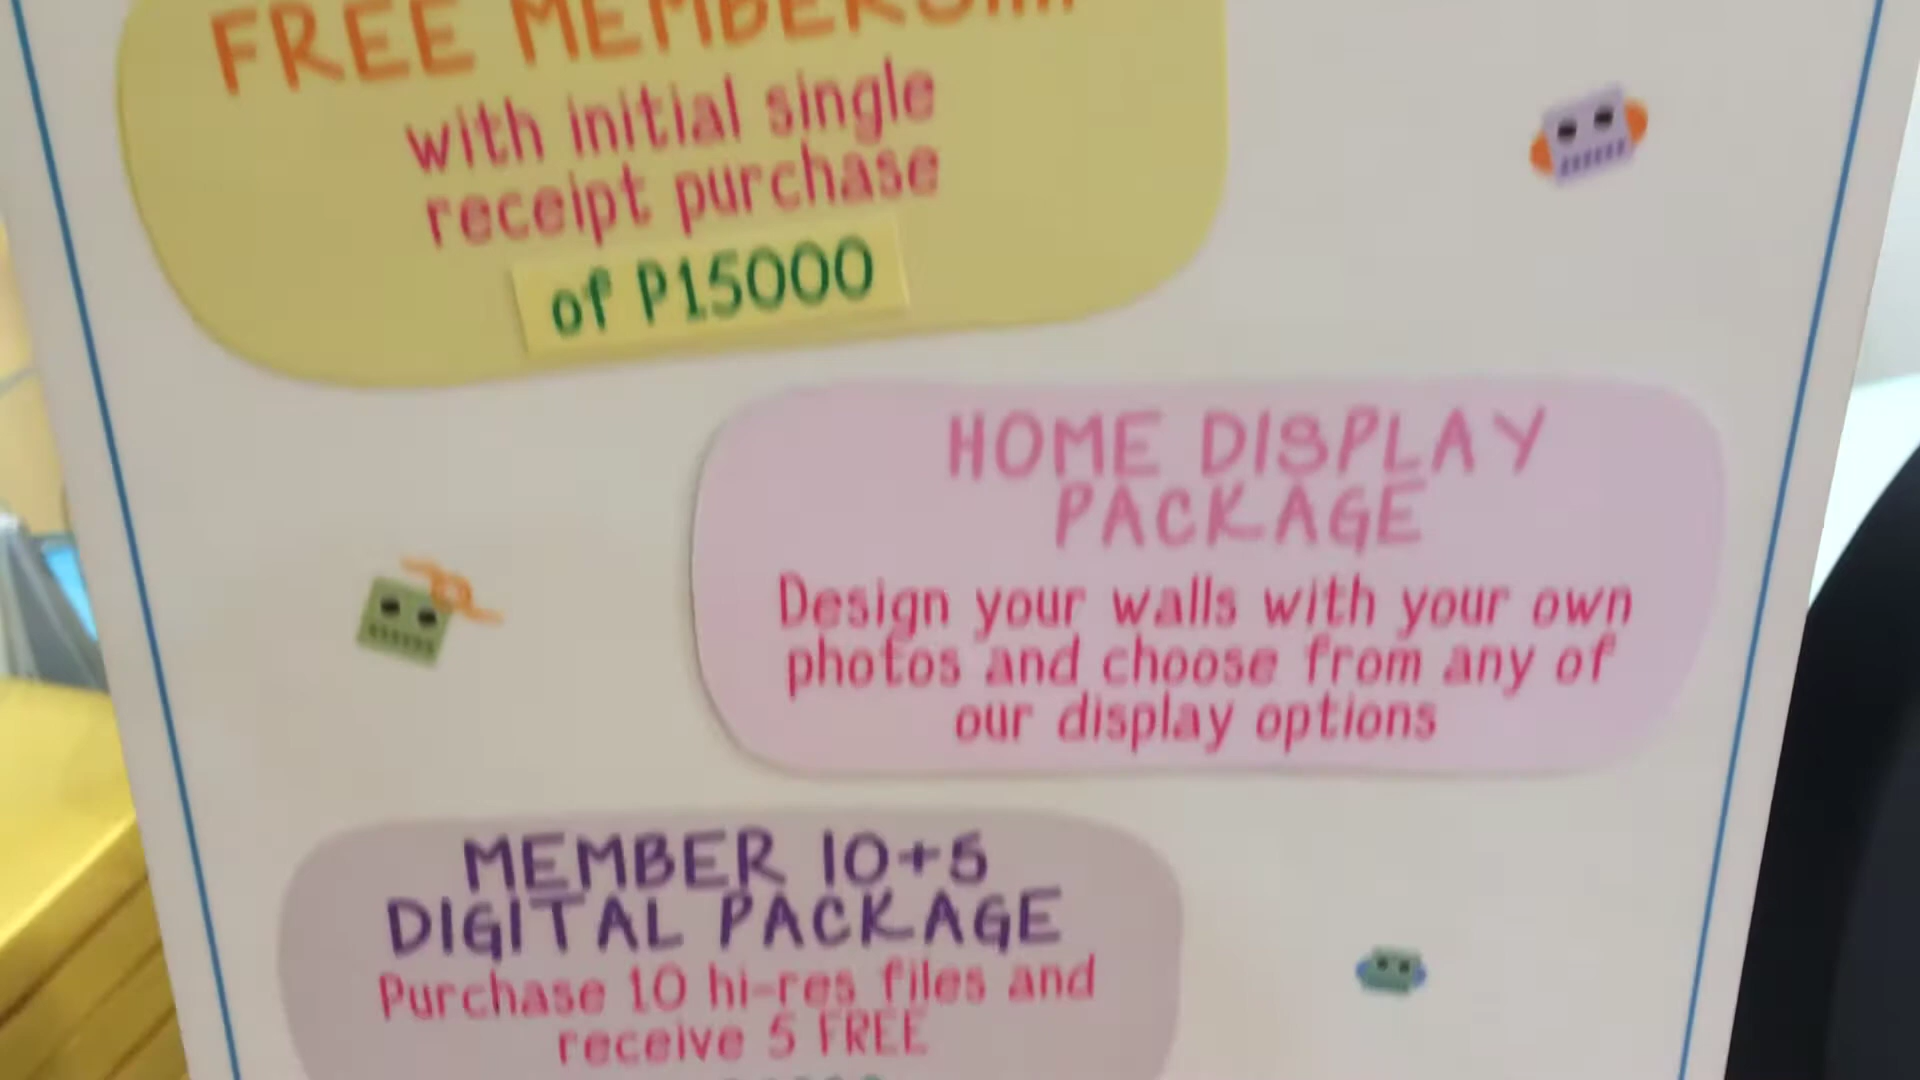 FREE
with initial single
receipt purchase
of P15000
HOME DISPLAY
PACKAGE
Design your walls with your own
photos and choose from any of
our display options
MEMBER 10+5
DIGITAL PACKAGE
Purchase 10 hi-res files and
receive 5 FREE